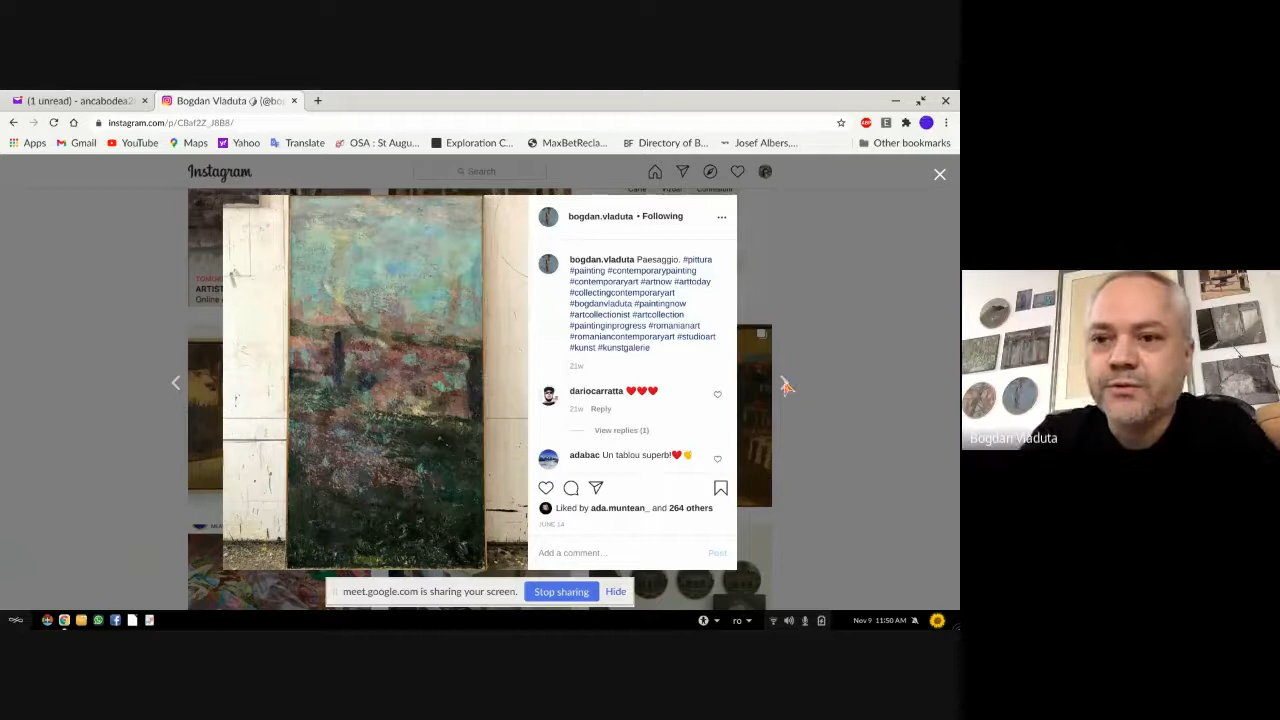 (1 unread) - ancabodea2
Bogdan Vladuta
(@bo
instagram.com/p/CBaf2Z_J8B8/
Apps
Gmail
YouTube
Maps
Yahoo
Translate
OSA : St Augu...
Exploration C...
MaxBetRecla...
BF Directory of B...
Josef Albers,...
Other bookmarks
Instagram
Search
bogdan.vladuta • Following
bogdan.vladuta Paesaggio. #pittura
#painting #contemporarypainting
#contemporaryart #artnow #arttoday
#collectingcontemporaryart
#bogdanvladuta #paintingnow
#artcollectionist #artcollection
#paintinginprogress #romanianart
#romaniancontemporaryart #studioart
#kunst #kunstgalerie
21w
dariocarratta ❤❤❤
21w Reply
View replies (1)
adabac Un tablou superb!❤👏
Liked by ada.muntean_ and 264 others
JUNE 14
Add a comment...
Post
meet.google.com is sharing your screen.
Stop sharing
Hide
ro
Nov 9 11:50 AM
Bogdan Vladuta